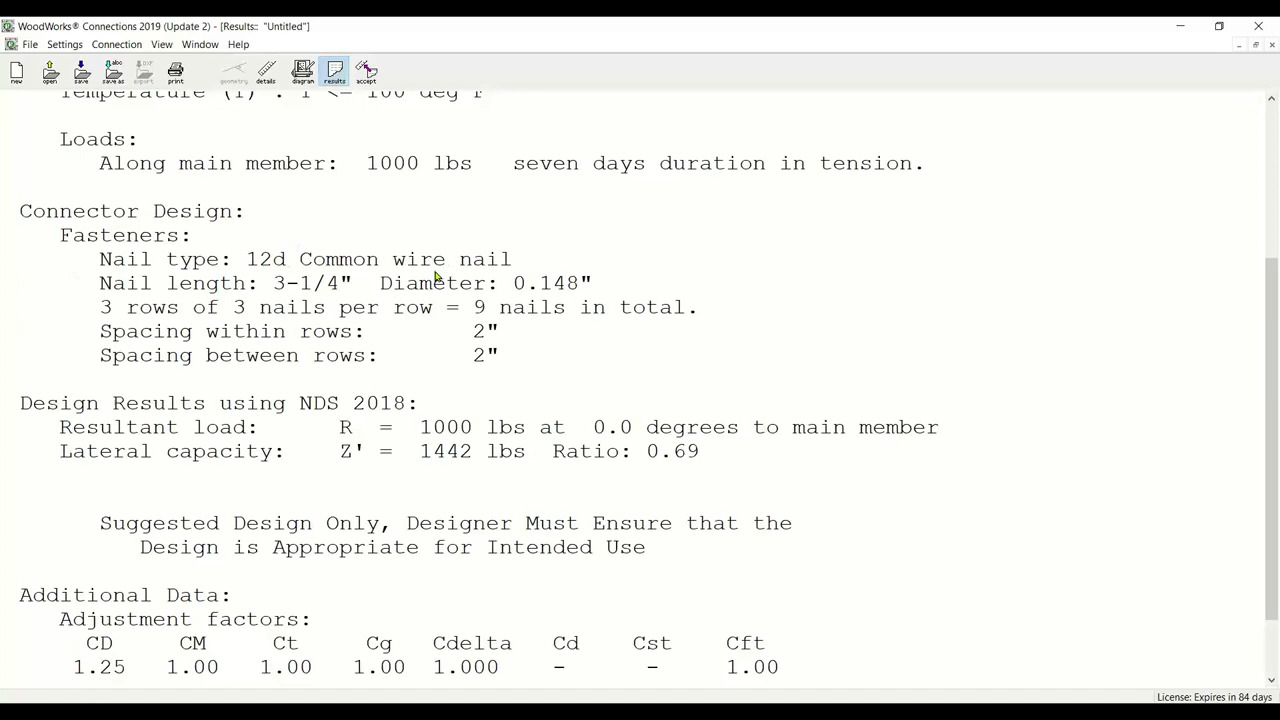 WoodWorks® Connections 2019 (Update 2) - [Results:: "Untitled"]
File Settings Connection View Window Help
new open save save as export print geometry details diagram results accept
Temperature (T) : T <= 100 deg F
Loads:
Along main member: 1000 lbs seven days duration in tension.
Connector Design:
Fasteners:
Nail type: 12d Common wire nail
Nail length: 3-1/4" Diameter: 0.148"
3 rows of 3 nails per row = 9 nails in total.
Spacing within rows: 2"
Spacing between rows: 2"
Design Results using NDS 2018:
Resultant load: R = 1000 lbs at 0.0 degrees to main member
Lateral capacity: Z' = 1442 lbs Ratio: 0.69
Suggested Design Only, Designer Must Ensure that the
Design is Appropriate for Intended Use
Additional Data:
Adjustment factors:
CD CM Ct Cg Cdelta Cd Cst Cft
1.25 1.00 1.00 1.00 1.000 - - 1.00
License: Expires in 84 days